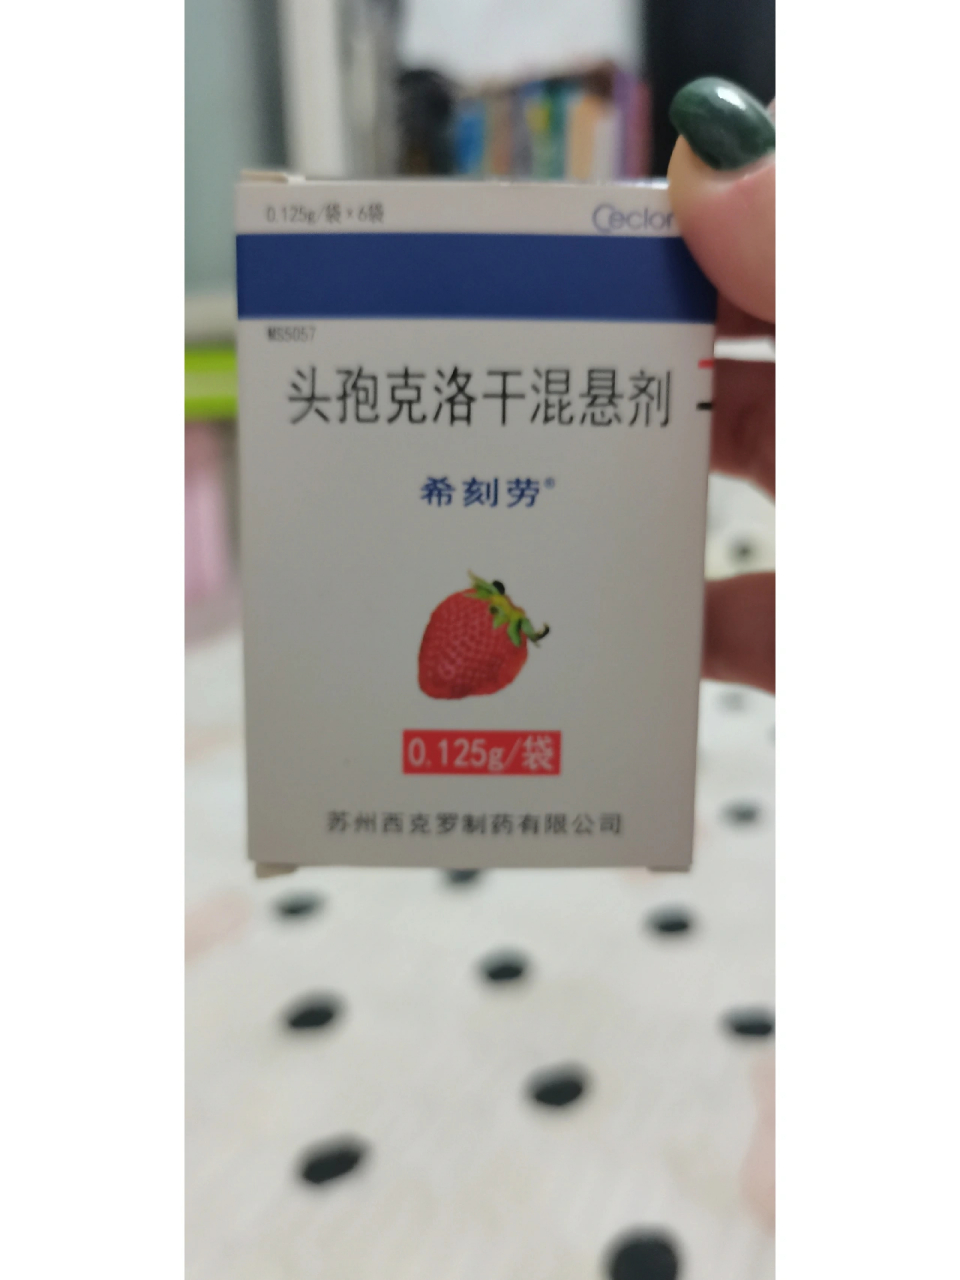 0.125g/袋×6袋
Ceclor
MS5057
头孢克洛干混悬剂
希刻劳®
0.125g/袋
苏州西克罗制药有限公司